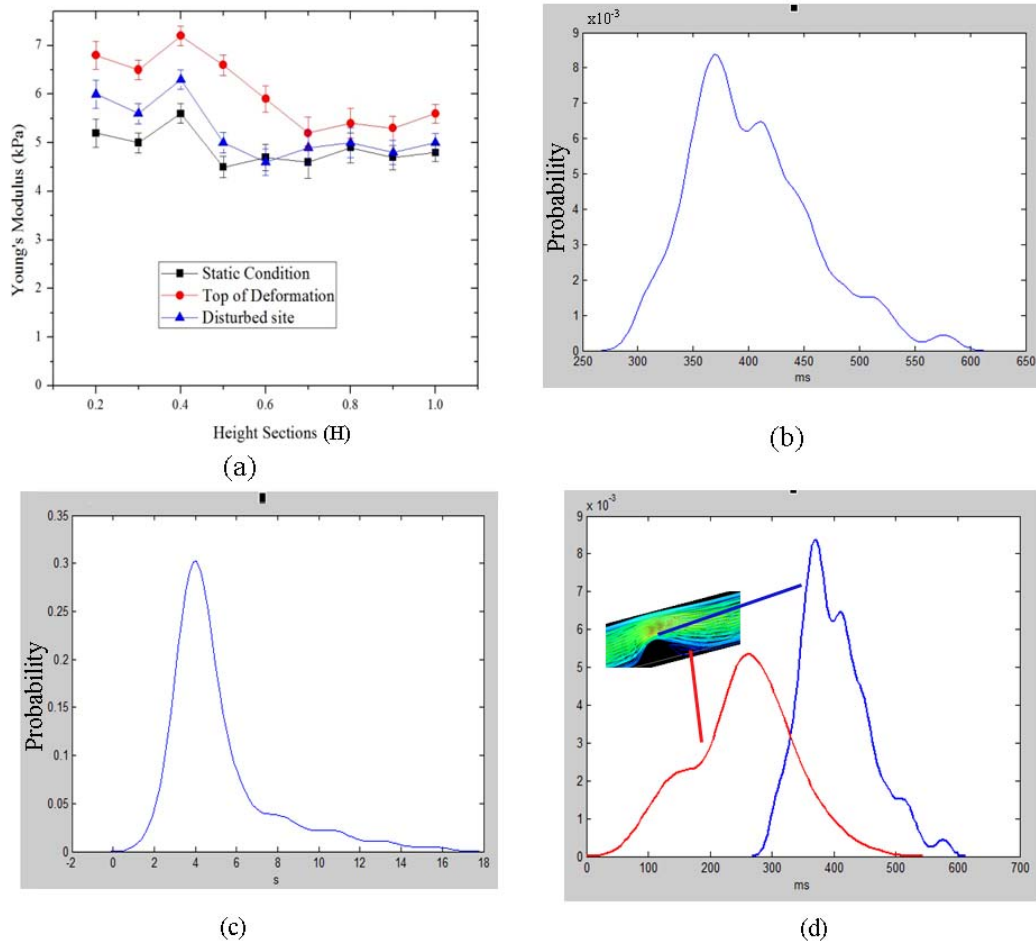 7
6
5
4
3
2
1
0
Young's Modulus (kPa)
Static Condition
Top of Deformation
Disturbed site
0.2 0.4 0.6 0.8 1.0
Height Sections (H)
(a)
x10-3
9
8
7
6
5
4
3
2
1
0
Probability
250 300 350 400 450 500 550 600 650
ms
(b)
0.35
0.3
0.25
0.2
0.15
0.1
0.05
0
Probability
-2 0 2 4 6 8 10 12 14 16 18
s
(c)
x 10-3
9
8
7
6
5
4
3
2
1
0
0 100 200 300 400 500 600 700
ms
(d)